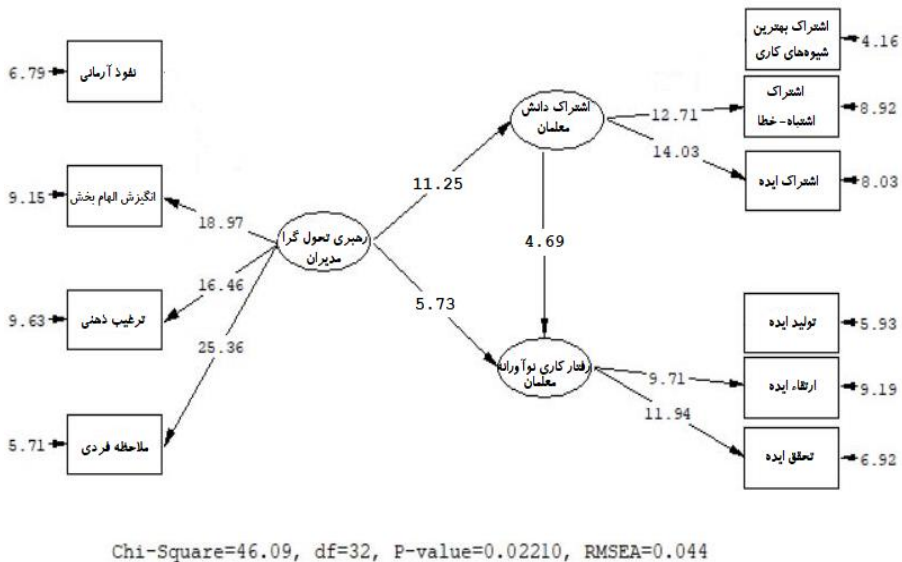 اشتراک بهترین
شیوه‌های کاری
4.16
6.79
نفوذ آرمانی
اشتراک دانش
معلمان
12.71
اشتراک
اشتباه-خطا
8.92
14.03
اشتراک ایده
8.03
9.15
انگیزش الهام بخش
18.97
11.25
رهبری تحول گرا
مدیران
4.69
16.46
5.73
9.63
ترغیب ذهنی
25.36
تولید ایده
5.93
رفتار کاری نوآورانه
معلمان
9.71
ارتقاء ایده
9.19
11.94
5.71
ملاحظه فردی
تحقق ایده
6.92
Chi-Square=46.09, df=32, P-value=0.02210, RMSEA=0.044